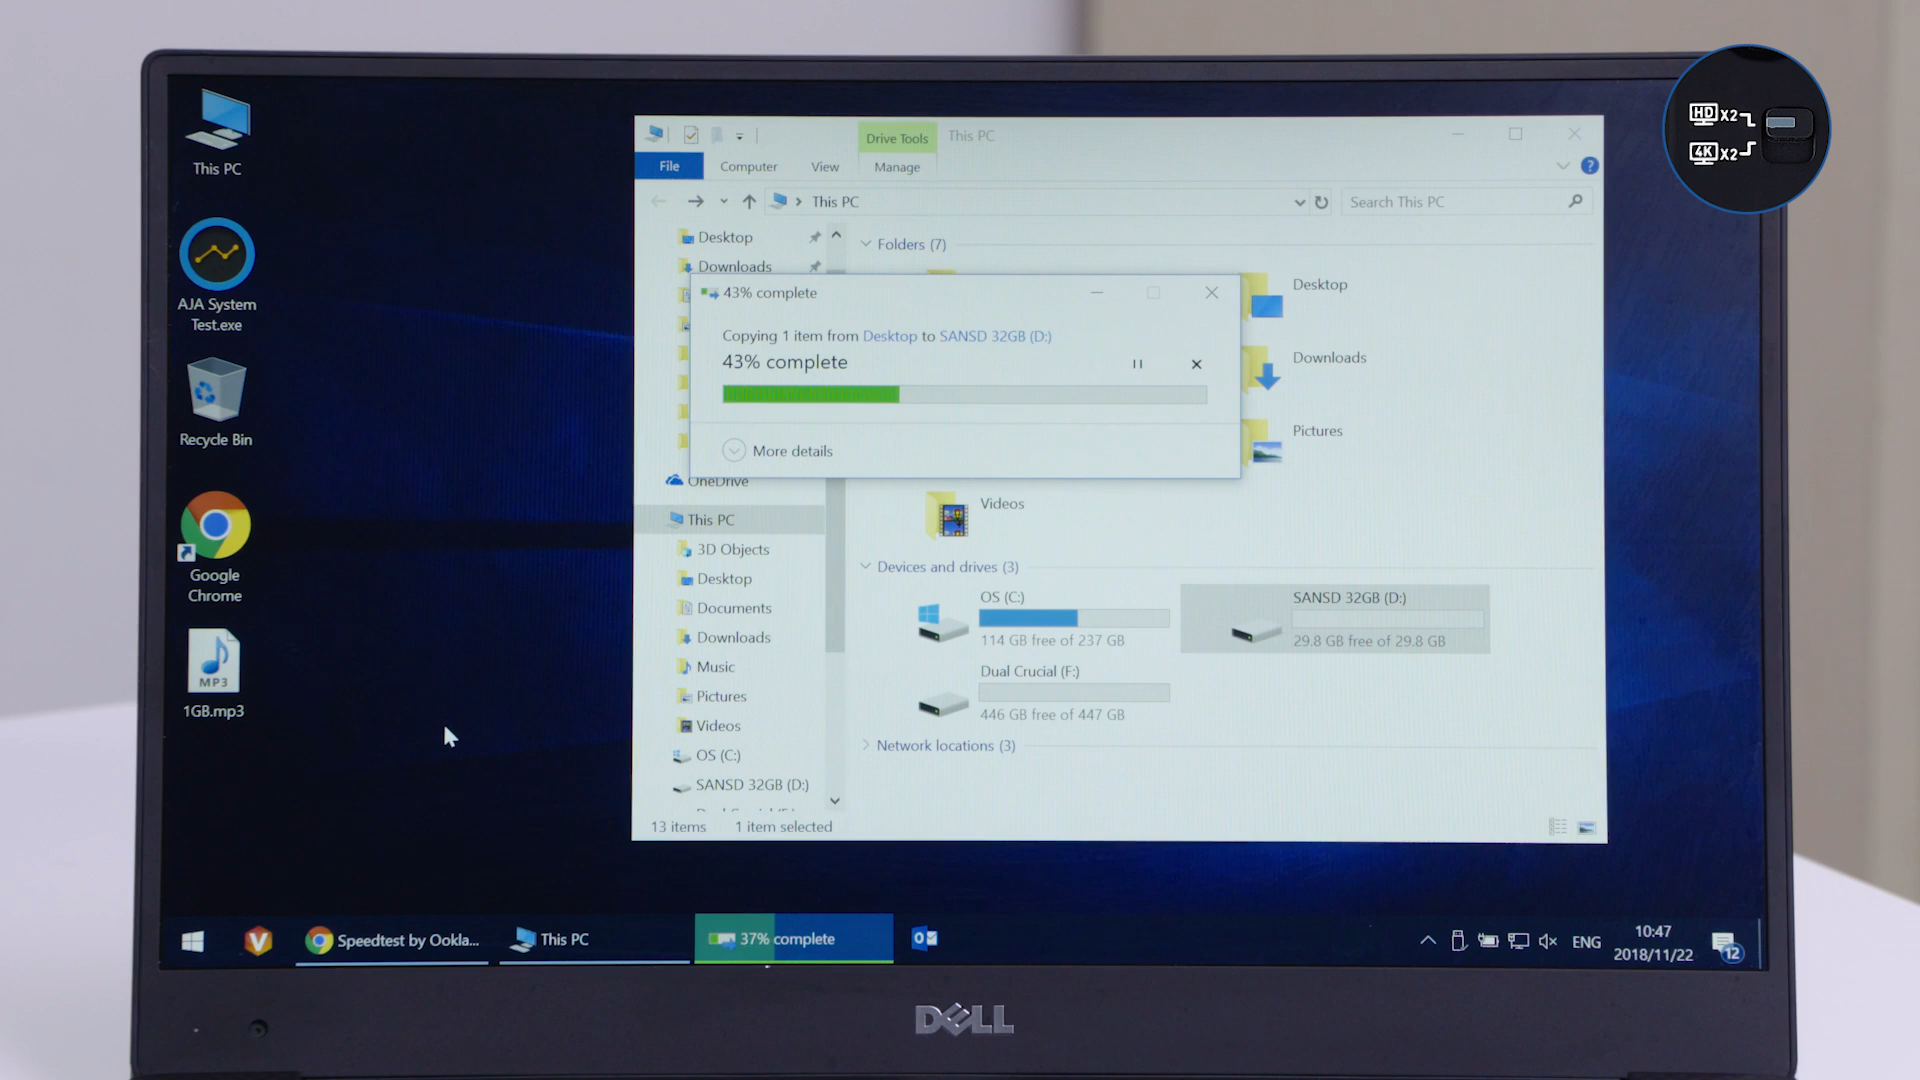 This PC
AJA System
Test.exe
Recycle Bin
Google
Chrome
MP3
1GB.mp3
Drive Tools
This PC
File
Computer
View
Manage
?
This PC
Search This PC
Desktop
Downloads
OneDrive
This PC
3D Objects
Desktop
Documents
Downloads
Music
Pictures
Videos
OS (C:)
SANSD 32GB (D:)
13 items
1 item selected
Folders (7)
Desktop
Downloads
Pictures
Videos
Devices and drives (3)
OS (C:)
114 GB free of 237 GB
SANSD 32GB (D:)
29.8 GB free of 29.8 GB
Dual Crucial (F:)
446 GB free of 447 GB
Network locations (3)
43% complete
Copying 1 item from Desktop to SANSD 32GB (D:)
43% complete
More details
Speedtest by Ookla...
This PC
37% complete
ENG
10:47
2018/11/22
12
DELL
HD X2
4K X2